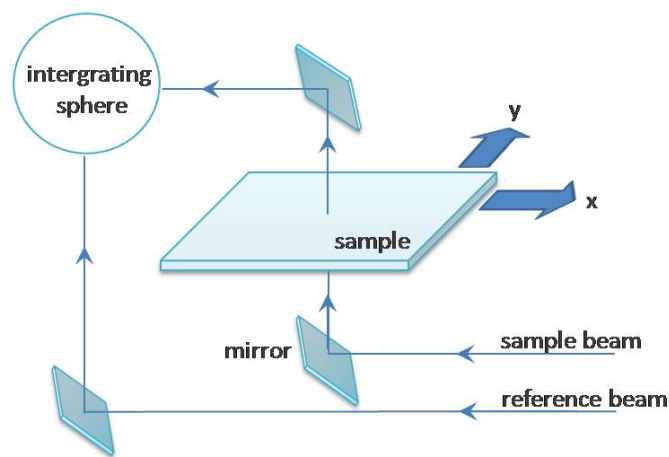 intergrating
sphere
y
x
sample
mirror
sample beam
reference beam